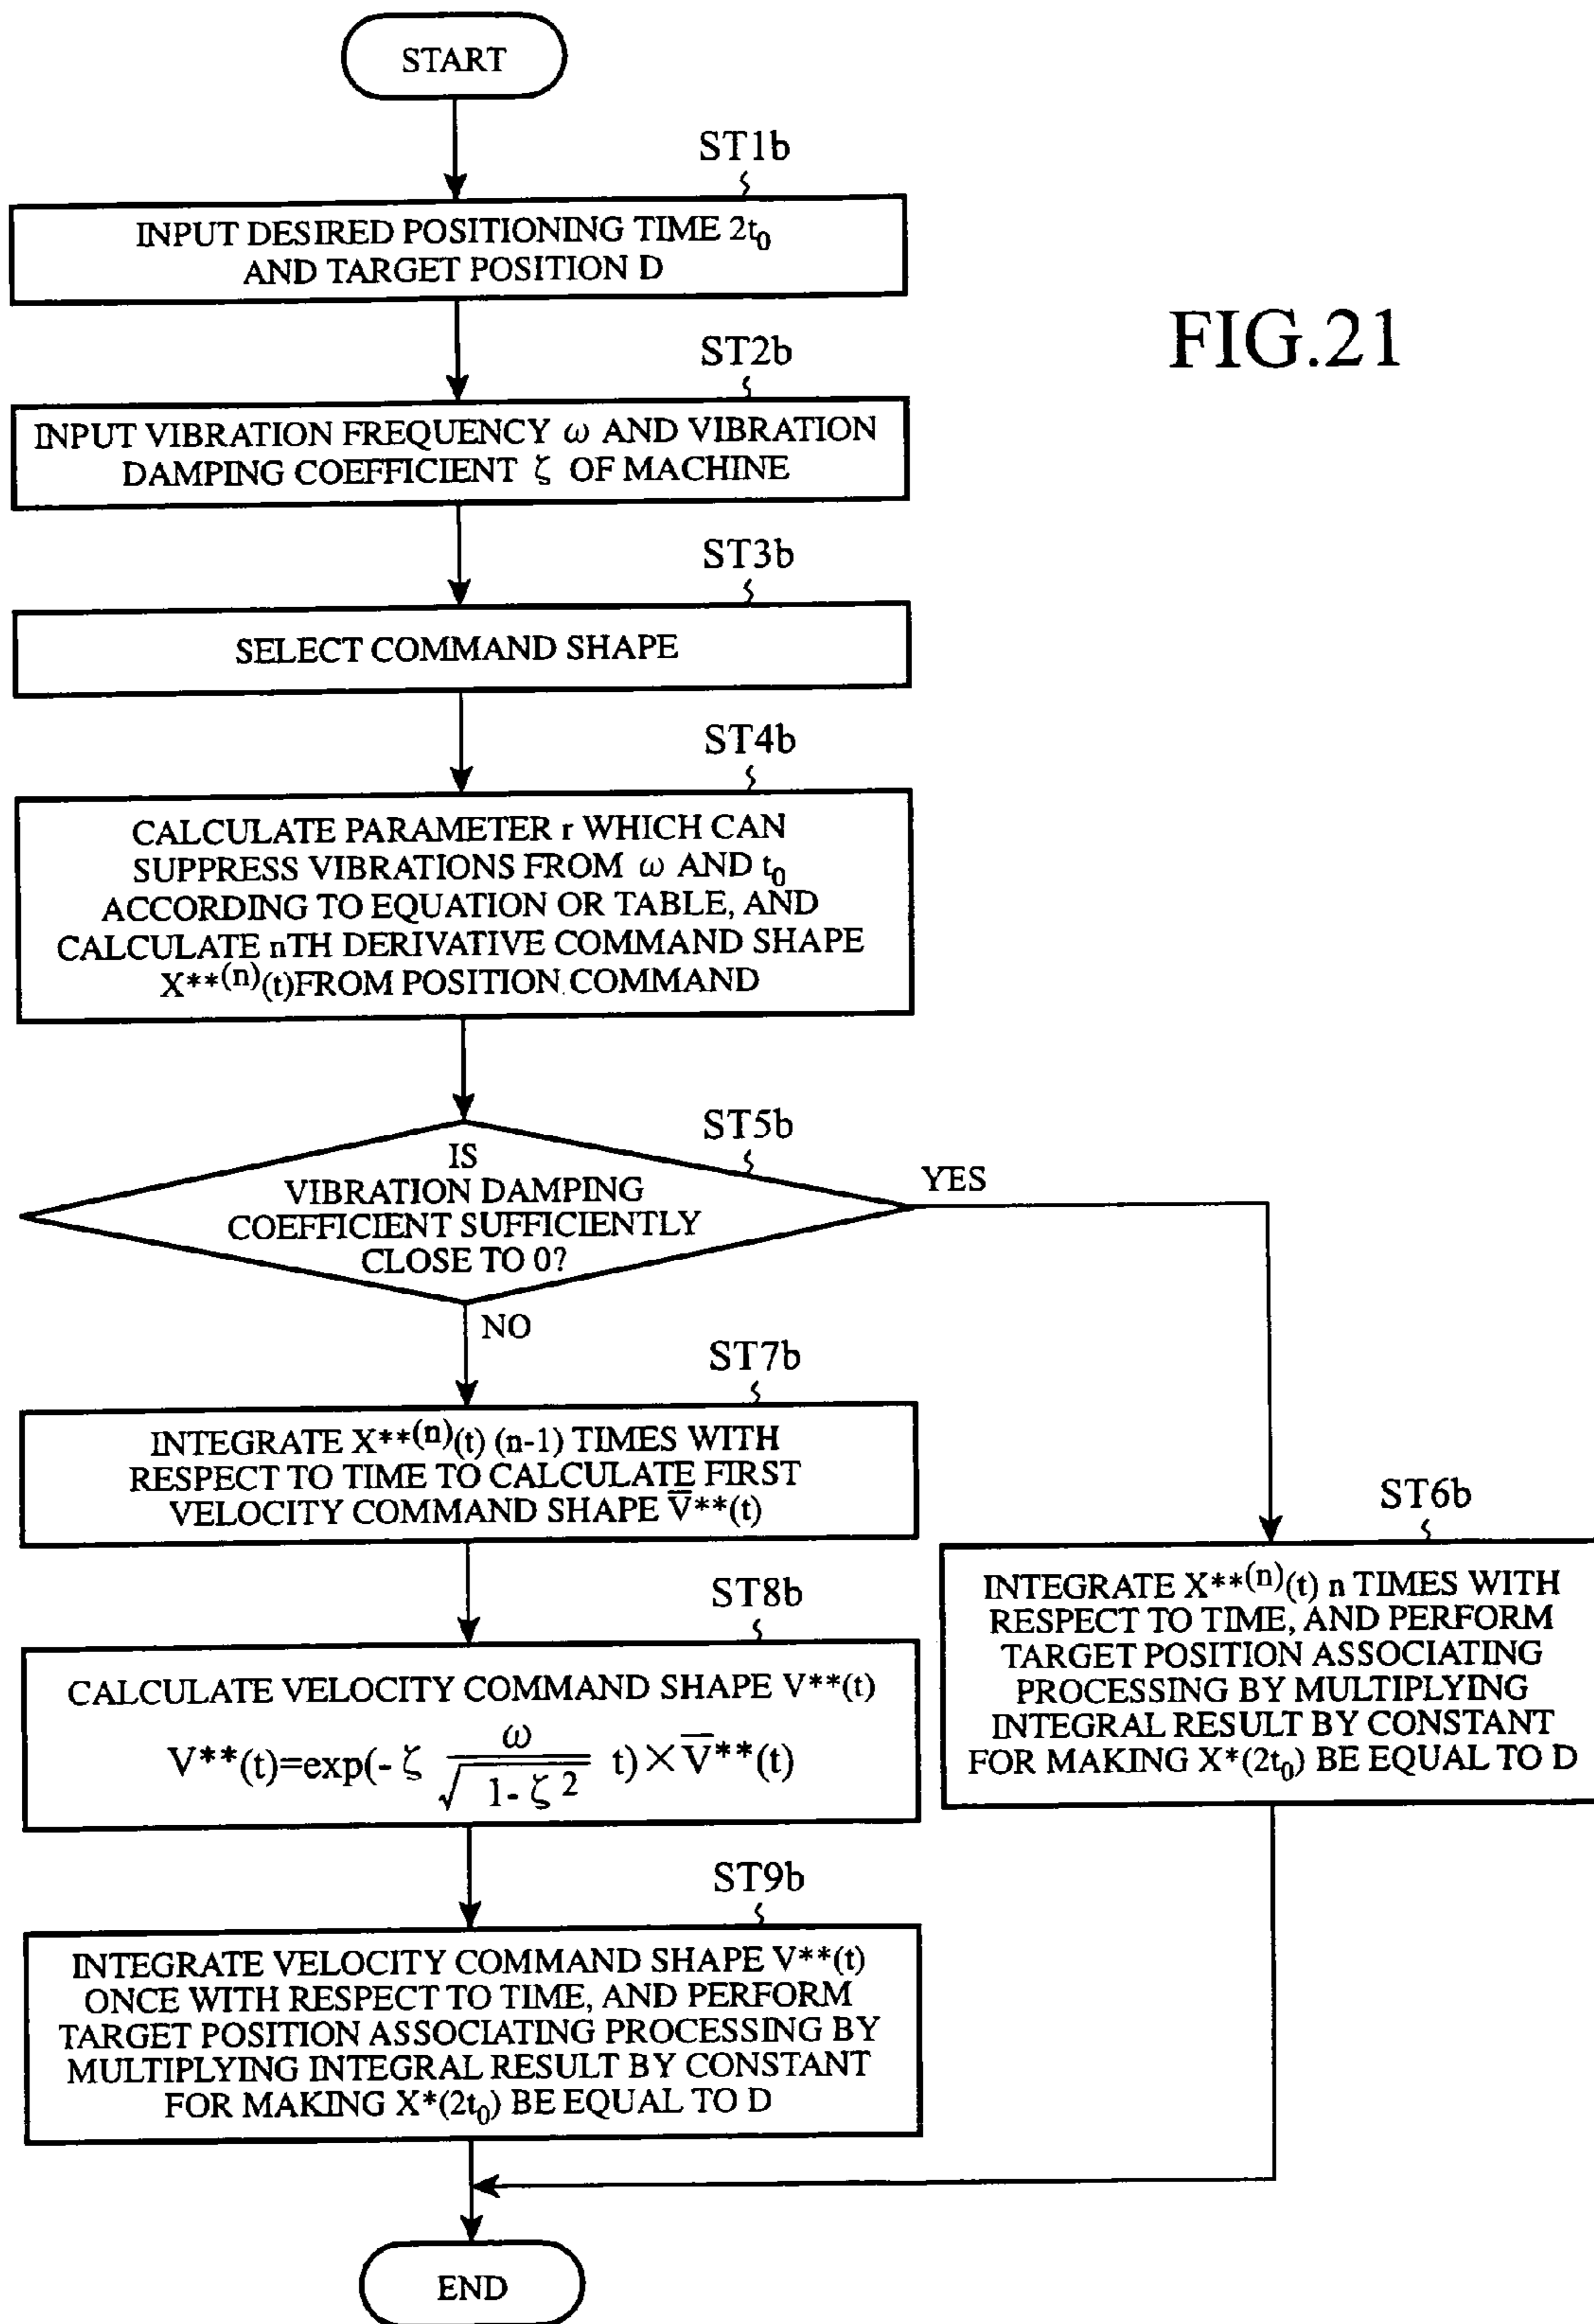 START
ST1b
INPUT DESIRED POSITIONING TIME 2t₀
AND TARGET POSITION D
FIG.21
ST2b
INPUT VIBRATION FREQUENCY ω AND VIBRATION
DAMPING COEFFICIENT ζ OF MACHINE
ST3b
SELECT COMMAND SHAPE
ST4b
CALCULATE PARAMETER r WHICH CAN
SUPPRESS VIBRATIONS FROM ω AND t₀
ACCORDING TO EQUATION OR TABLE, AND
CALCULATE nTH DERIVATIVE COMMAND SHAPE
X**⁽ⁿ⁾(t)FROM POSITION COMMAND
ST5b
IS
VIBRATION DAMPING
COEFFICIENT SUFFICIENTLY
CLOSE TO 0?
YES
NO
ST7b
INTEGRATE X**⁽ⁿ⁾(t) (n-1) TIMES WITH
RESPECT TO TIME TO CALCULATE FIRST
VELOCITY COMMAND SHAPE V̅**(t)
ST6b
INTEGRATE X**⁽ⁿ⁾(t) n TIMES WITH
RESPECT TO TIME, AND PERFORM
TARGET POSITION ASSOCIATING
PROCESSING BY MULTIPLYING
INTEGRAL RESULT BY CONSTANT
FOR MAKING X*(2t₀) BE EQUAL TO D
ST8b
CALCULATE VELOCITY COMMAND SHAPE V**(t)
V**(t)=exp(-ζ ω/√(1-ζ²) t)×V̅**(t)
ST9b
INTEGRATE VELOCITY COMMAND SHAPE V**(t)
ONCE WITH RESPECT TO TIME, AND PERFORM
TARGET POSITION ASSOCIATING PROCESSING BY
MULTIPLYING INTEGRAL RESULT BY CONSTANT
FOR MAKING X*(2t₀) BE EQUAL TO D
END